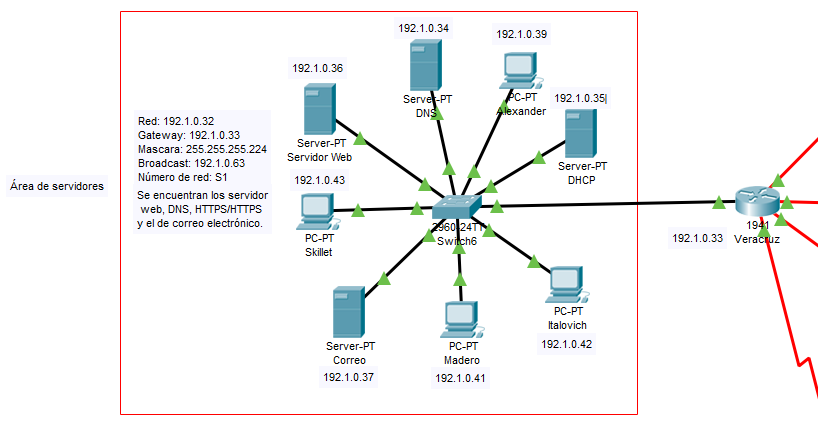 Área de servidores
Red: 192.1.0.32
Gateway: 192.1.0.33
Mascara: 255.255.255.224
Broadcast: 192.1.0.63
Número de red: S1
Se encuentran los servidor
web, DNS, HTTPS/HTTPS
y el de correo electrónico.
192.1.0.36
Server-PT
Servidor Web
192.1.0.34
Server-PT
DNS
192.1.0.39
PC-PT
Alexander
192.1.0.35
Server-PT
DHCP
192.1.0.43
PC-PT
Skillet
2960-24TT
Switch6
1941
Veracruz
192.1.0.33
Server-PT
Correo
192.1.0.37
PC-PT
Madero
192.1.0.41
PC-PT
Italovich
192.1.0.42